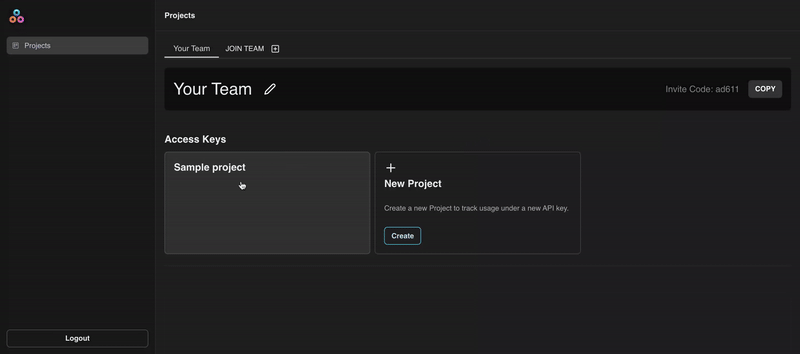 Projects
Projects
Your Team
JOIN TEAM
Your Team
Invite Code: ad611
COPY
Access Keys
Sample project
New Project
Create a new Project to track usage under a new API key.
Create
Logout